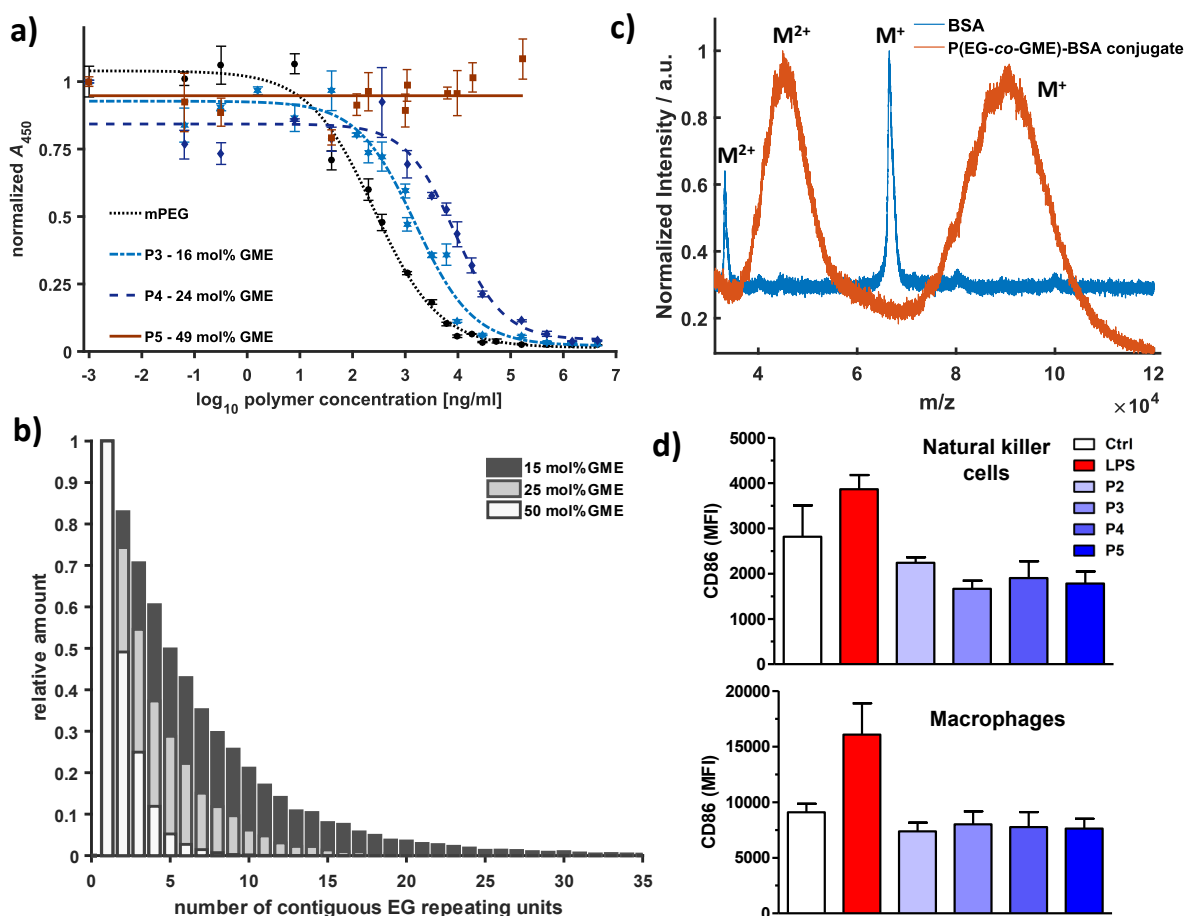 a)
normalized A450
1
0.75
0.5
0.25
0
mPEG
P3 - 16 mol% GME
P4 - 24 mol% GME
P5 - 49 mol% GME
-3 -2 -1 0 1 2 3 4 5 6 7
log10 polymer concentration [ng/ml]
c)
Normalized Intensity / a.u.
1.0
0.8
0.6
0.4
0.2
BSA
P(EG-co-GME)-BSA conjugate
M2+
M2+
M+
M+
4 6 8 10 12
× 10^4
m/z
b)
relative amount
1
0.9
0.8
0.7
0.6
0.5
0.4
0.3
0.2
0.1
0
15 mol% GME
25 mol% GME
50 mol% GME
0 5 10 15 20 25 30 35
number of contiguous EG repeating units
d)
CD86 (MFI)
5000
4000
3000
2000
1000
0
Natural killer
cells
Ctrl
LPS
P2
P3
P4
P5
CD86 (MFI)
20000
15000
10000
5000
0
Macrophages